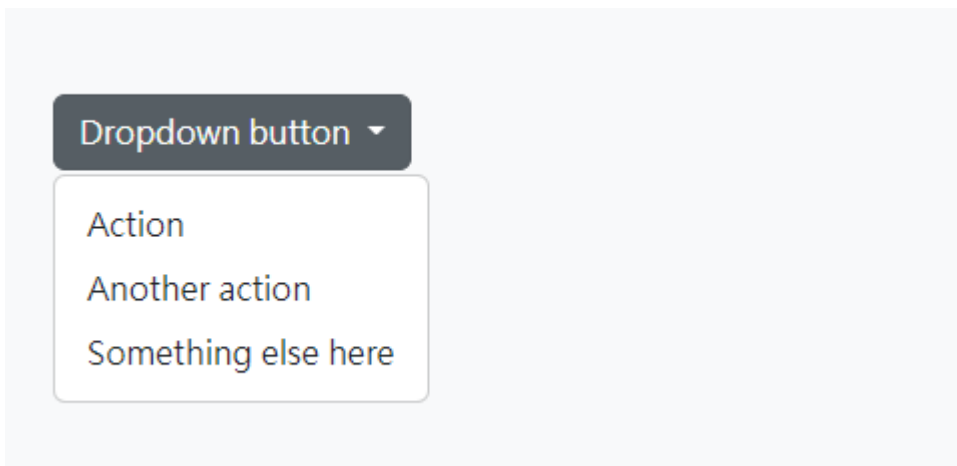 Dropdown button
Action
Another action
Something else here